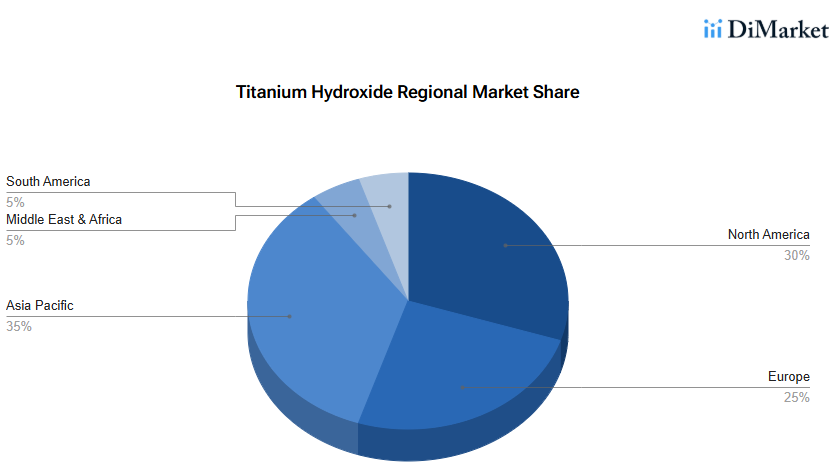 DiMarket
Titanium Hydroxide Regional Market Share
South America
5%
Middle East & Africa
5%
Asia Pacific
35%
North America
30%
Europe
25%